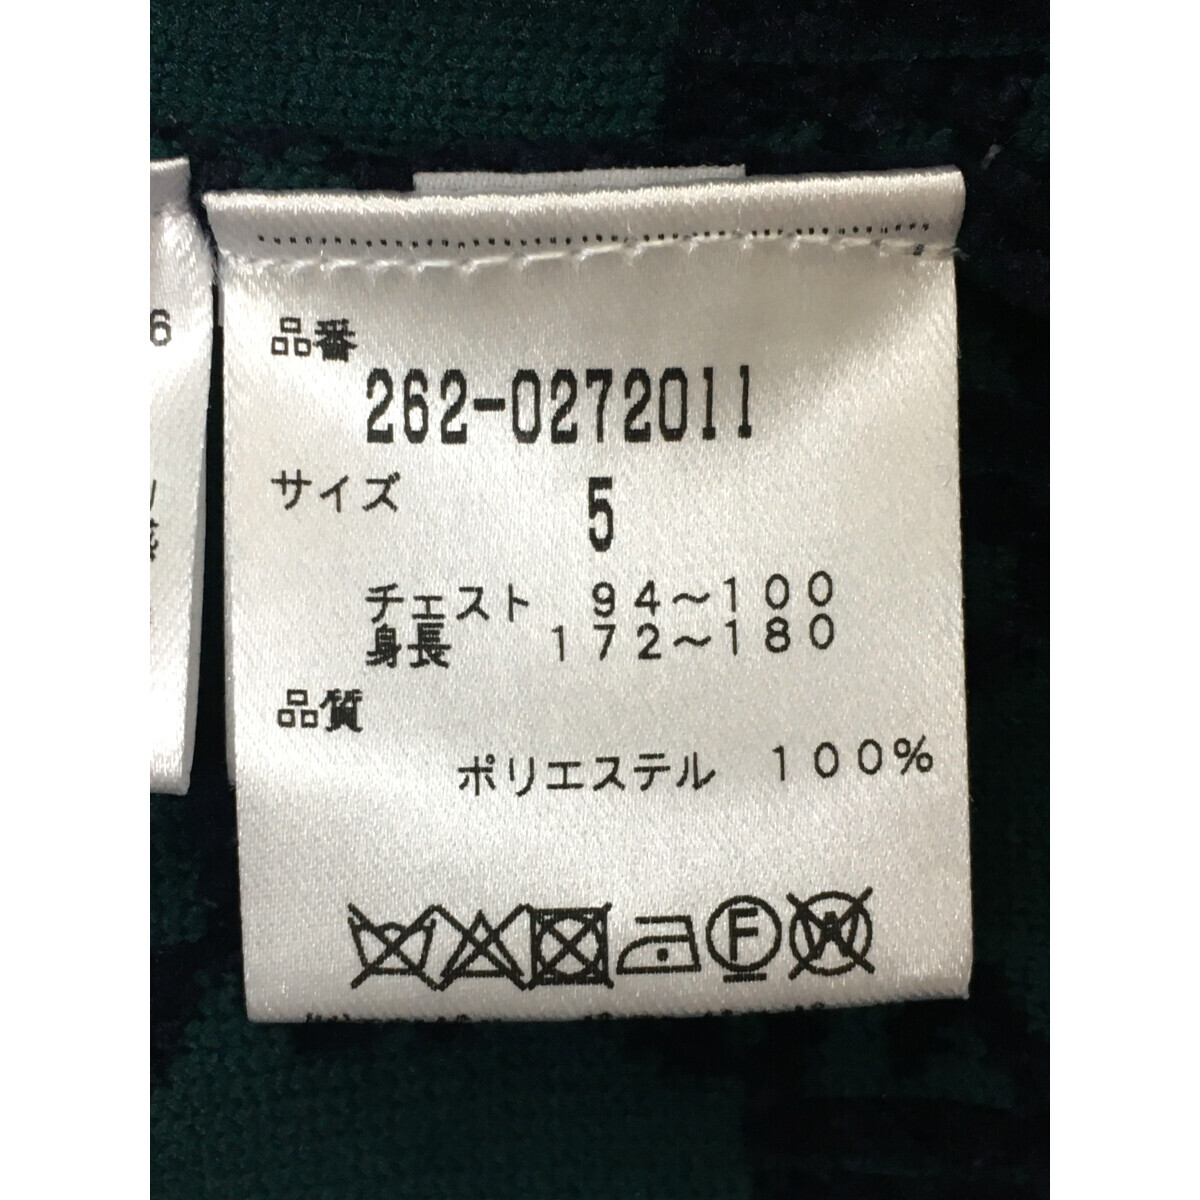 品番
262-0272011
サイズ 5
チェスト 94~100
身長 172~180
品質
ポリエステル 100%
F
W
6